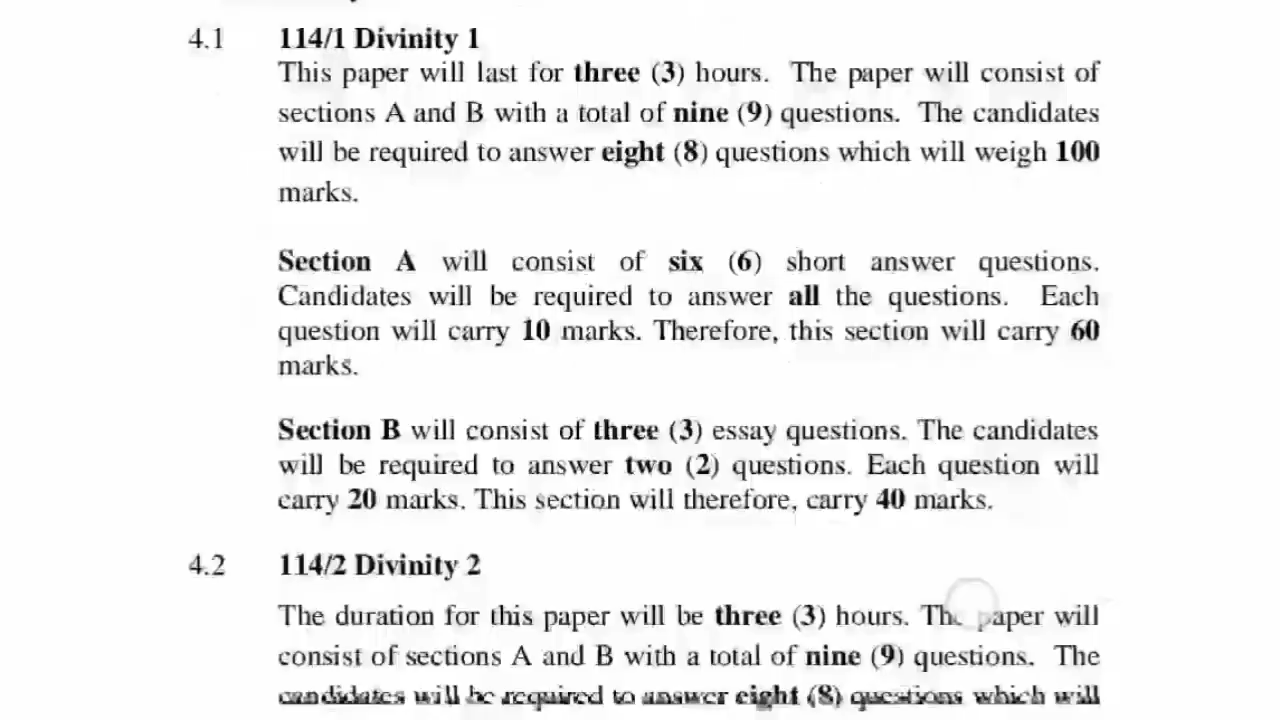 4.1 114/1 Divinity 1
This paper will last for three (3) hours. The paper will consist of
sections A and B with a total of nine (9) questions. The candidates
will be required to answer eight (8) questions which will weigh 100
marks.
Section A will consist of six (6) short answer questions.
Candidates will be required to answer all the questions. Each
question will carry 10 marks. Therefore, this section will carry 60
marks.
Section B will consist of three (3) essay questions. The candidates
will be required to answer two (2) questions. Each question will
carry 20 marks. This section will therefore, carry 40 marks.
4.2 114/2 Divinity 2
The duration for this paper will be three (3) hours. The paper will
consist of sections A and B with a total of nine (9) questions. The
candidates will be required to answer eight (8) questions which will